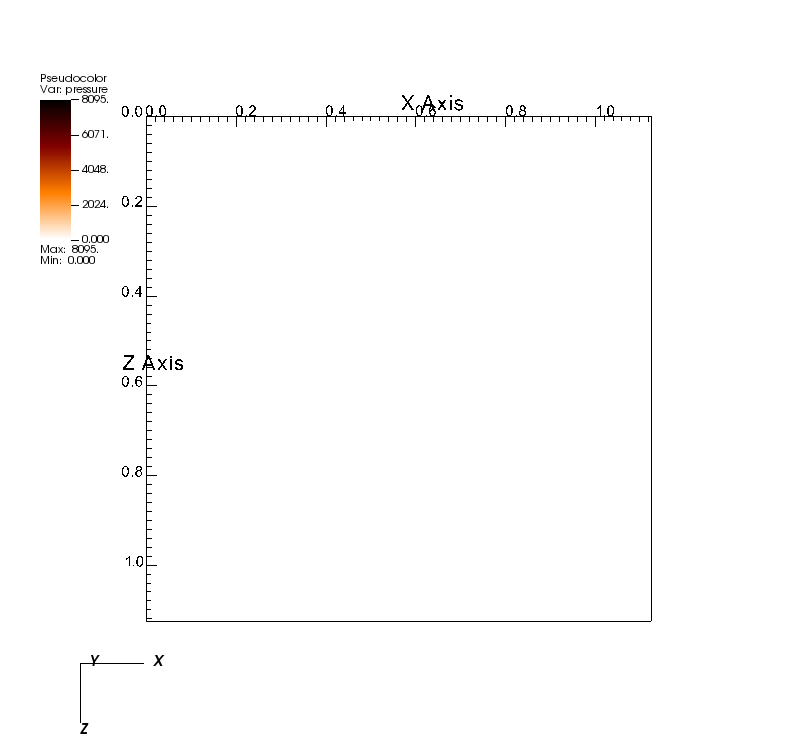 Pseudocolor
Var: pressure
8095.
6071.
4048.
2024.
0.000
Max: 8095.
Min: 0.000
X Axis
0.0 0.2 0.4 0.6 0.8 1.0
0.0
0.2
0.4
Z Axis
0.6
0.8
1.0
Y X
Z